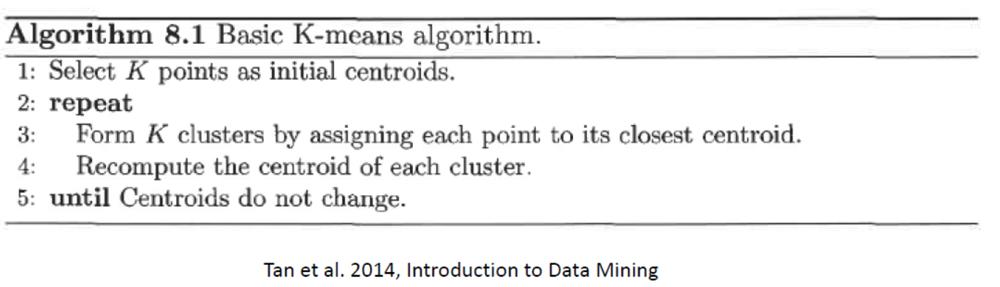 Algorithm 8.1 Basic K-means algorithm.
1: Select K points as initial centroids.
2: repeat
3: Form K clusters by assigning each point to its closest centroid.
4: Recompute the centroid of each cluster.
5: until Centroids do not change.
Tan et al. 2014, Introduction to Data Mining